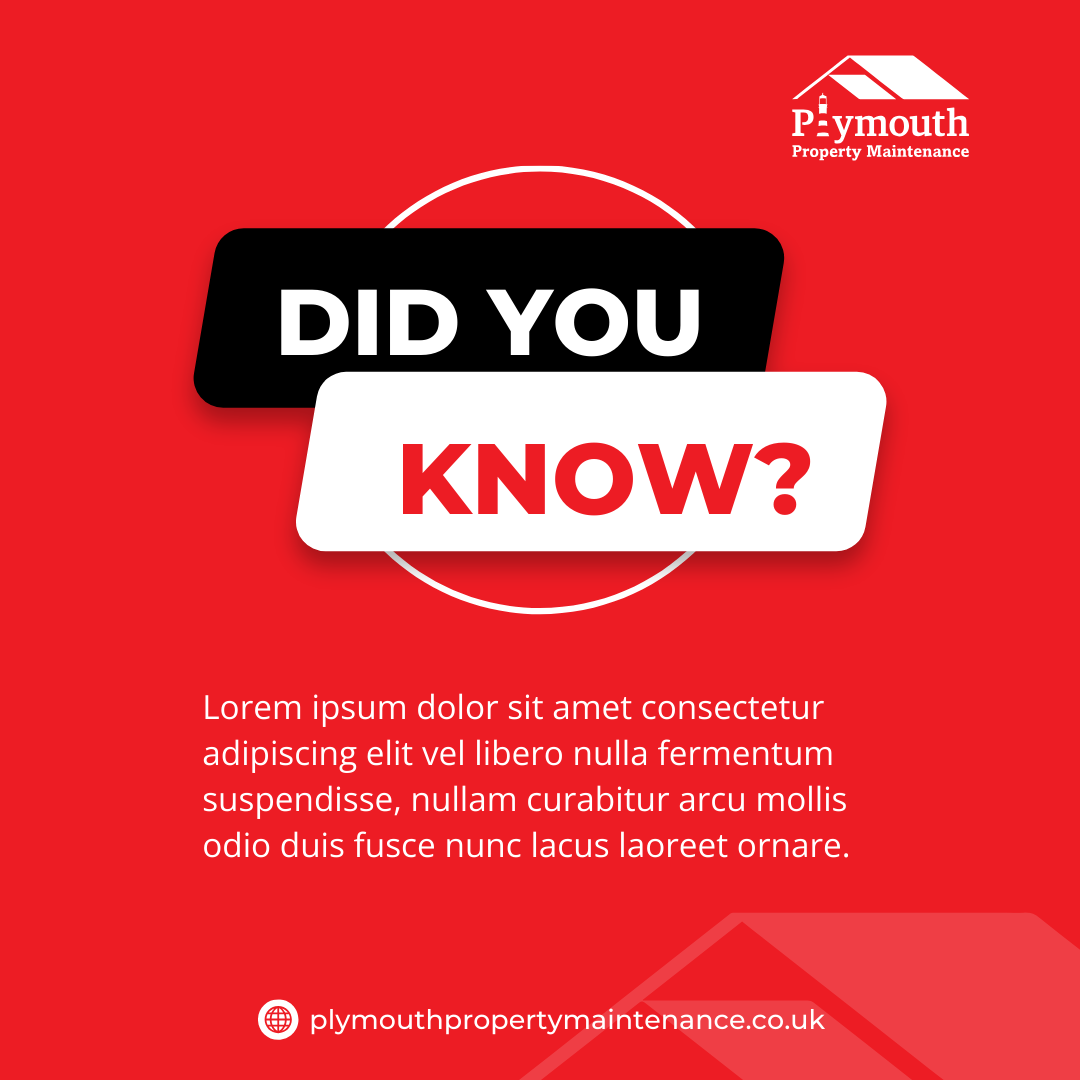 Plymouth
Property Maintenance
DID YOU
KNOW?
Lorem ipsum dolor sit amet consectetur
adipiscing elit vel libero nulla fermentum
suspendisse, nullam curabitur arcu mollis
odio duis fusce nunc lacus laoreet ornare.
plymouthpropertymaintenance.co.uk